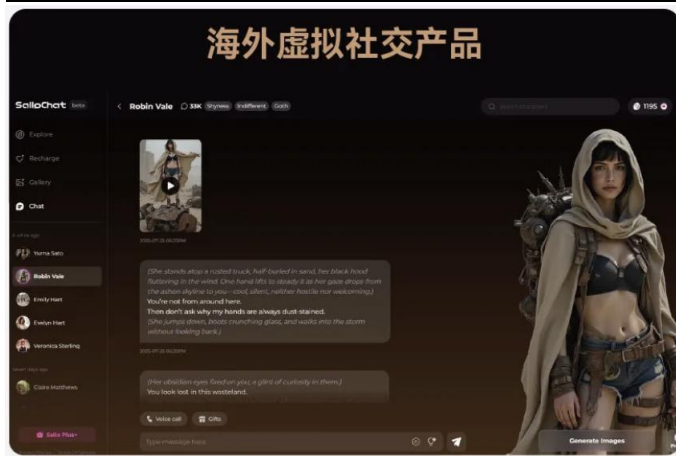 海外虚拟社交产品
SaloChat beta
Robin Vale 33K Shyness Indifferent Goth
1195
Explore
Recharge
Gallery
Chat
Yuma Sato
Robin Vale
Emily Hart
Evelyn Hart
Veronica Sterling
Claire Matthews
Salo Plus+
(She stands atop a rusted truck, half-buried in sand, her black hood
fluttering in the wind. One hand lifts to steady it as her gaze drops from
the ashen skyline to you—cool, silent, neither hostile nor welcoming.)
You're not from around here.
Then don't ask why my hands are always dust-stained.
(She jumps down, boots crunching glass, and walks into the storm
without looking back.)
(Her obsidian eyes fixed on you, a glint of curiosity in them.)
You look lost in this wasteland.
Voice call
Gifts
Type message here
Generate Images